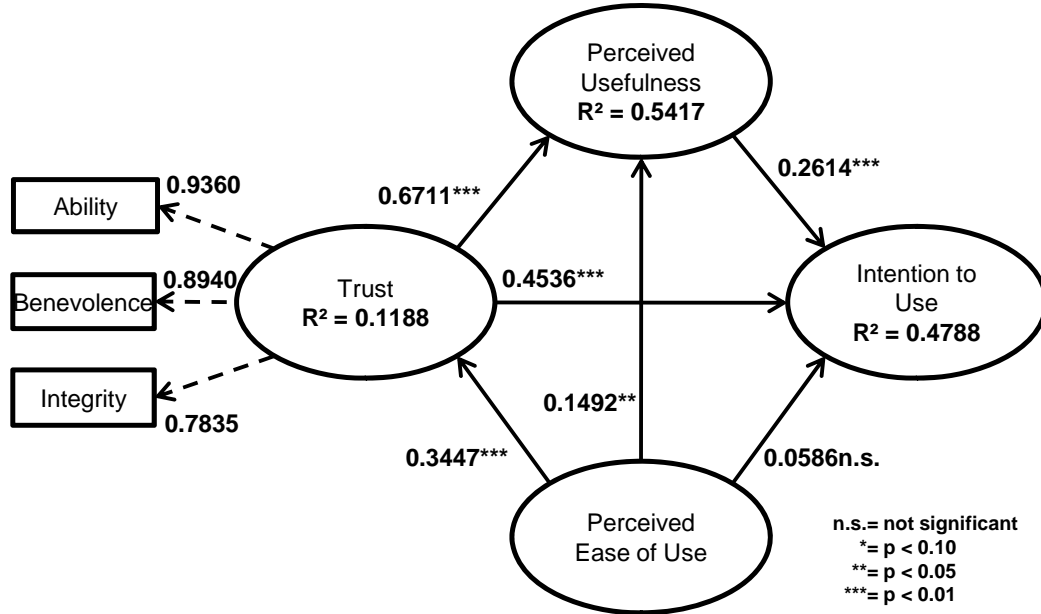 Perceived
Usefulness
R² = 0.5417
0.9360
Ability
0.6711***
0.2614***
0.8940
Benevolence
Trust
R² = 0.1188
0.4536***
Intention to
Use
R² = 0.4788
Integrity
0.7835
0.1492**
0.3447***
0.0586n.s.
Perceived
Ease of Use
n.s.= not significant
*= p < 0.10
**= p < 0.05
***= p < 0.01